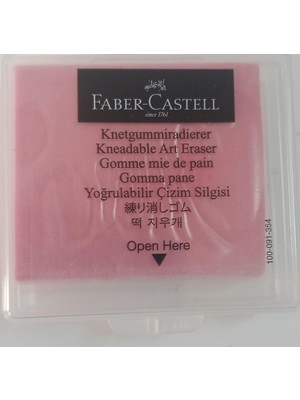 FABER-CASTELL
since 1761
Knetgummiradierer
Kneadable Art Eraser
Gomme mie de pain
Gomma pane
Yoğrulabilir Çizim Silgisi
練り消しゴム
떡 지우개
Open Here
100-091-354